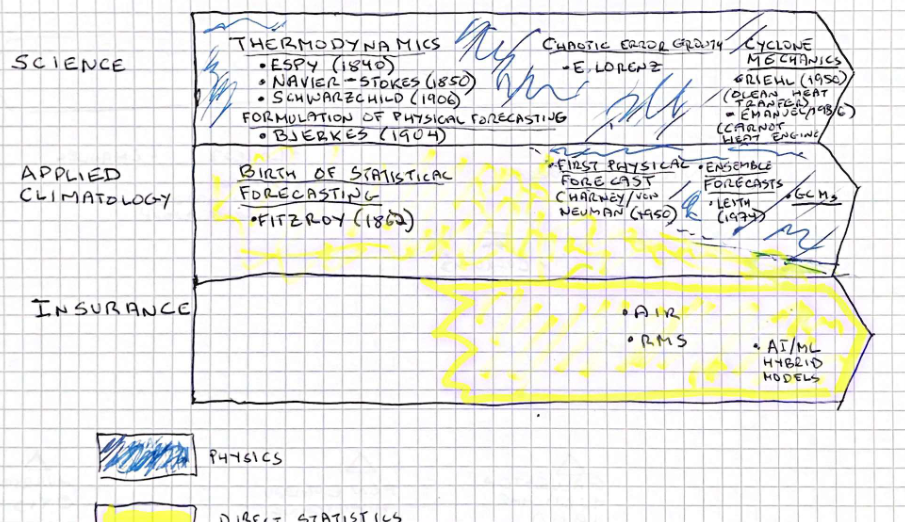 SCIENCE
THERMODYNAMICS
• ESPY (1840)
• NAVIER-STOKES (1850)
• SCHWARZCHILD (1906)
FORMULATION OF PHYSICAL FORECASTING
• BJERKES (1904)
CHAOTIC ERROR GROWTH
• E. LORENZ
CYCLONE
MECHANICS
RIEHL (1950)
(OCEAN HEAT
TRANFER)
- EMANUEL (1986)
(CARNOT
HEAT ENGINE)
APPLIED
CLIMATOLOGY
BIRTH OF STATISTICAL
FORECASTING
• FITZROY (1862)
• FIRST PHYSICAL
FORECAST
CHARNEY/VON
NEUMAN (1950)
• ENSEMBLE
FORECASTS
• LEITH
(1974)
• GCMs
INSURANCE
• AIR
• RMS
• AI/ML
HYBRID
MODELS
PHYSICS
DIRECT STATISTICS